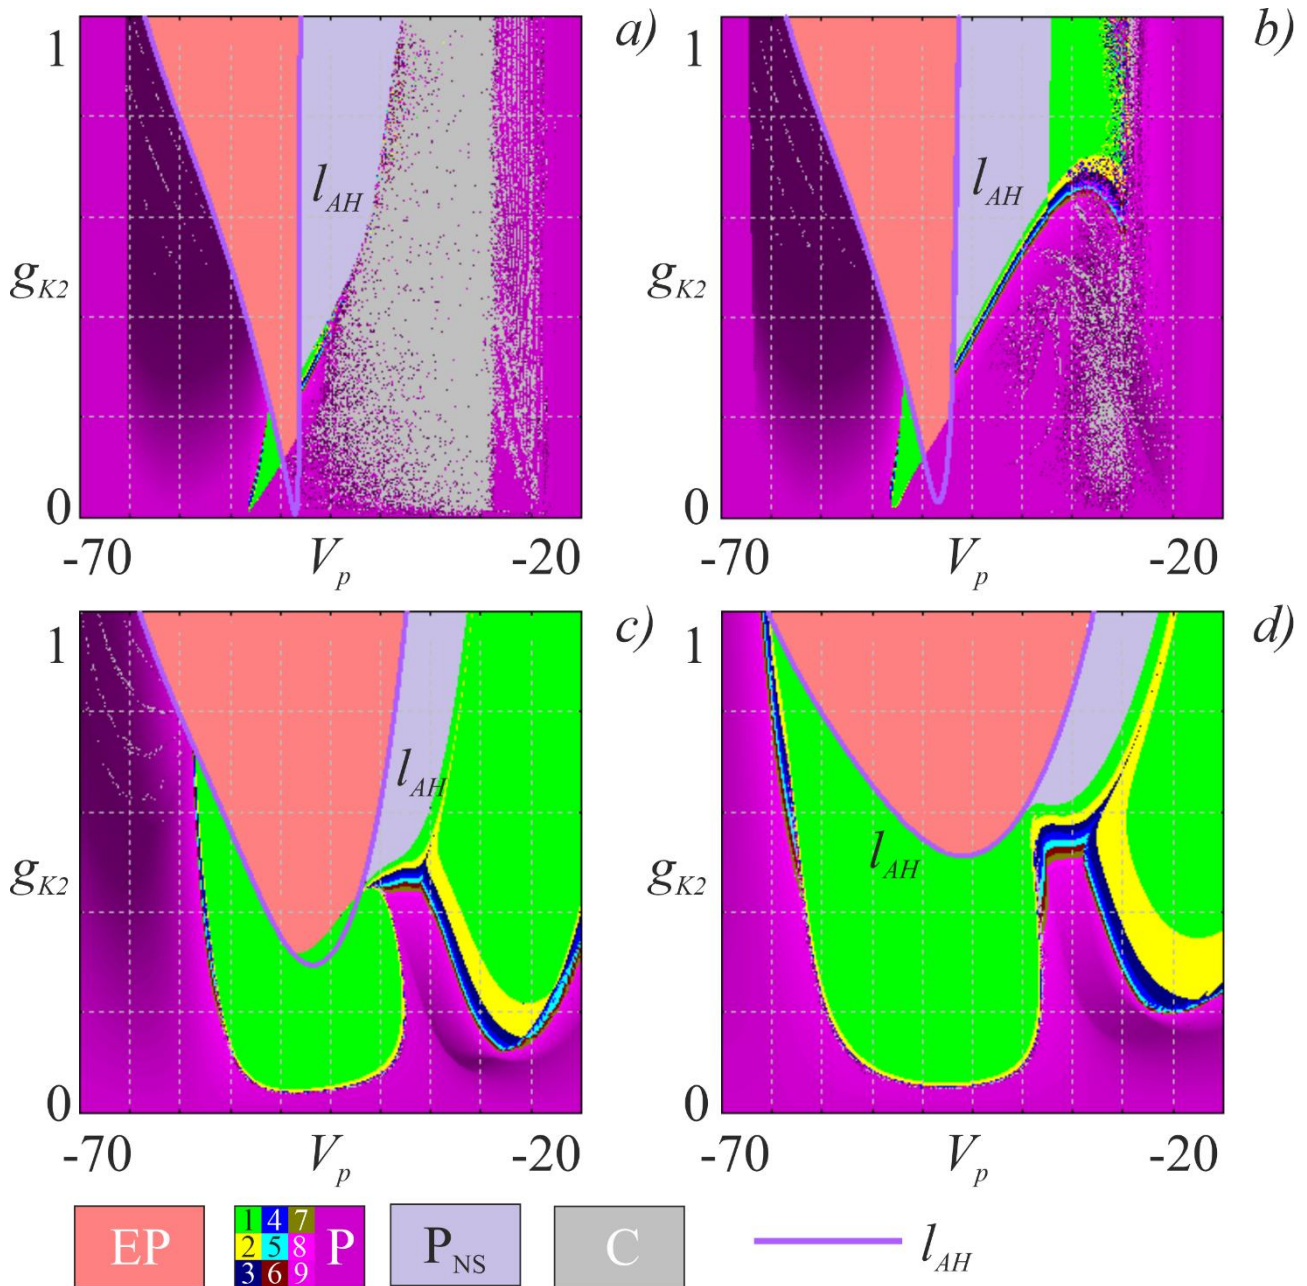 a)
1
l_AH
g_K2
0
-70 V_p -20
b)
1
l_AH
g_K2
0
-70 V_p -20
c)
1
l_AH
g_K2
0
-70 V_p -20
d)
1
l_AH
g_K2
0
-70 V_p -20
EP
1 4 7
2 5 8 P
3 6 9
P_NS
C
l_AH